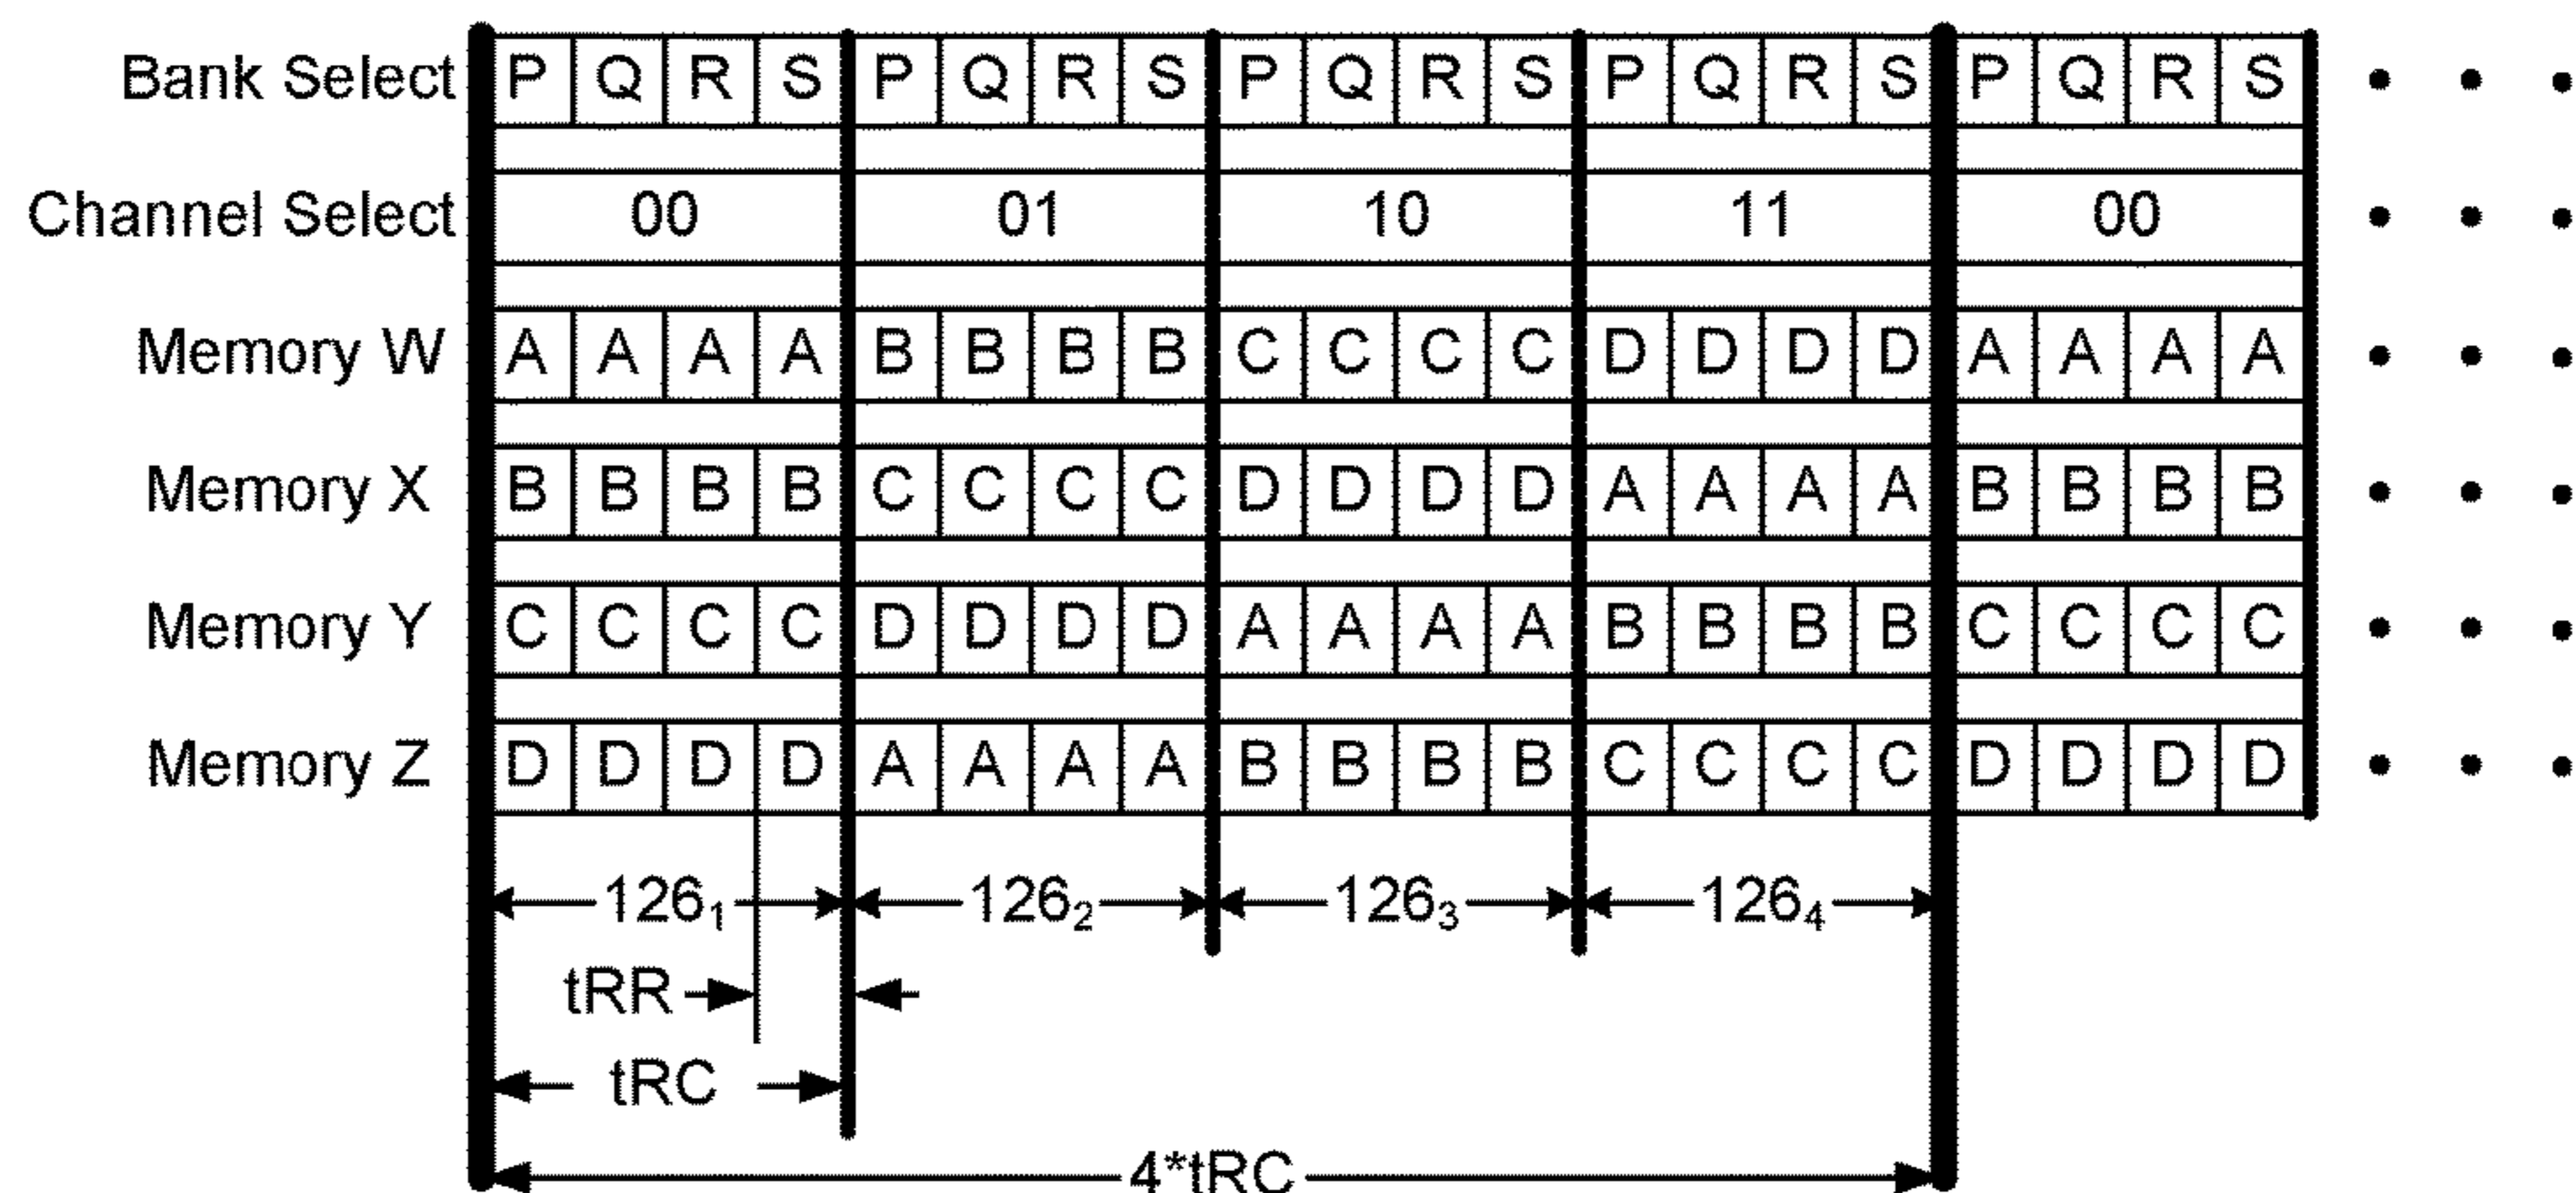 Bank Select P Q R S P Q R S P Q R S P Q R S P Q R S • • •
Channel Select 00 01 10 11 00 • • •
Memory W A A A A B B B B C C C C D D D D A A A A • • •
Memory X B B B B C C C C D D D D A A A A B B B B • • •
Memory Y C C C C D D D D A A A A B B B B C C C C • • •
Memory Z D D D D A A A A B B B B C C C C D D D D • • •
126₁ 126₂ 126₃ 126₄
tRR
tRC
4*tRC